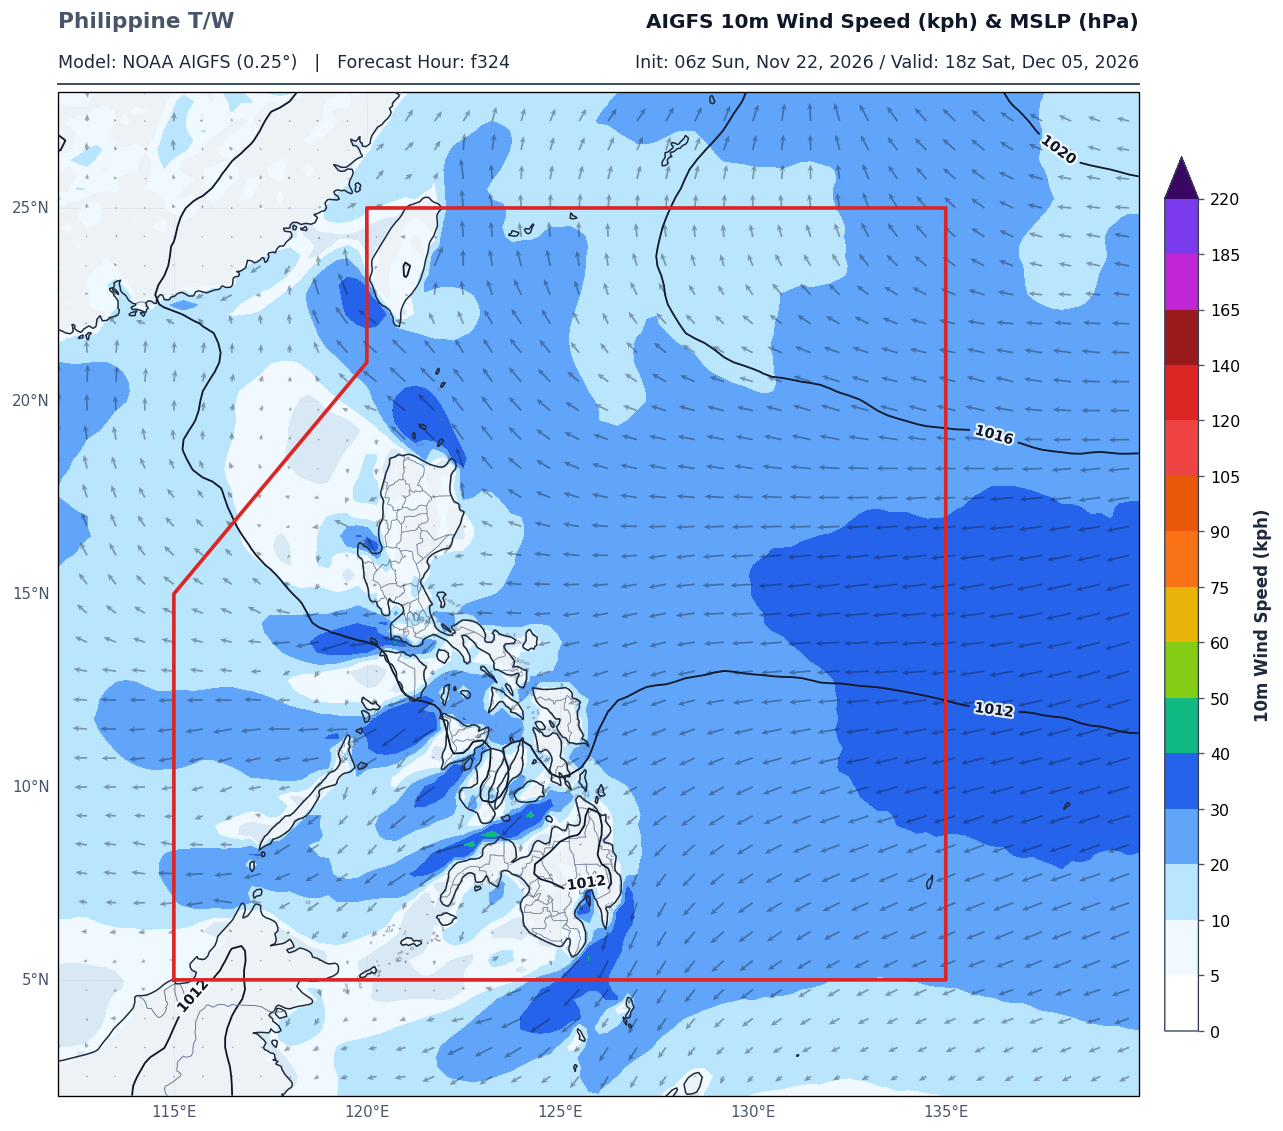 Philippine T/W
AIGFS 10m Wind Speed (kph) & MSLP (hPa)
Model: NOAA AIGFS (0.25°) | Forecast Hour: f324
Init: 06z Sun, Nov 22, 2026 / Valid: 18z Sat, Dec 05, 2026
1020
25°N
20°N
1016
15°N
1012
10°N
1012
5°N
1012
115°E
120°E
125°E
130°E
135°E
220
185
165
140
120
105
90
75
60
50
40
30
20
10
5
0
10m Wind Speed (kph)